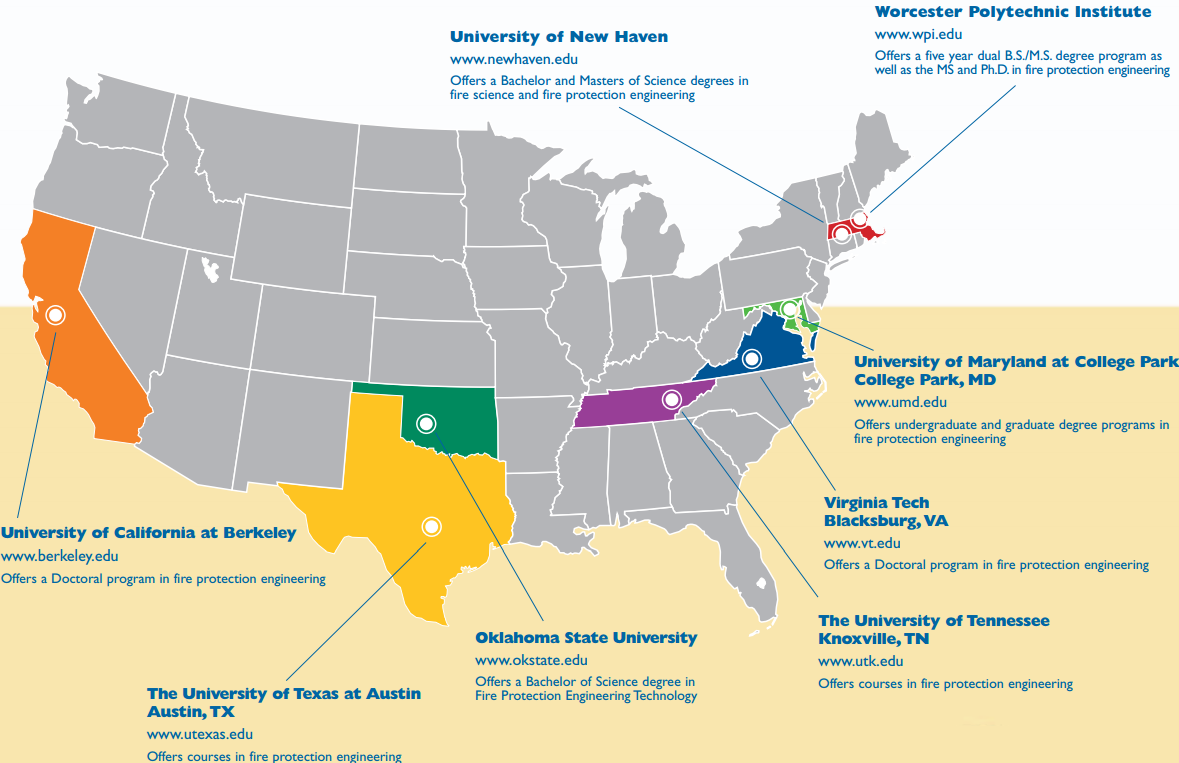 Worcester Polytechnic Institute
www.wpi.edu
Offers a five year dual B.S./M.S. degree program as
well as the MS and Ph.D. in fire protection engineering
University of New Haven
www.newhaven.edu
Offers a Bachelor and Masters of Science degrees in
fire science and fire protection engineering
University of Maryland at College Park
College Park, MD
www.umd.edu
Offers undergraduate and graduate degree programs in
fire protection engineering
Virginia Tech
Blacksburg, VA
www.vt.edu
Offers a Doctoral program in fire protection engineering
University of California at Berkeley
www.berkeley.edu
Offers a Doctoral program in fire protection engineering
The University of Tennessee
Knoxville, TN
www.utk.edu
Offers courses in fire protection engineering
Oklahoma State University
www.okstate.edu
Offers a Bachelor of Science degree in
Fire Protection Engineering Technology
The University of Texas at Austin
Austin, TX
www.utexas.edu
Offers courses in fire protection engineering